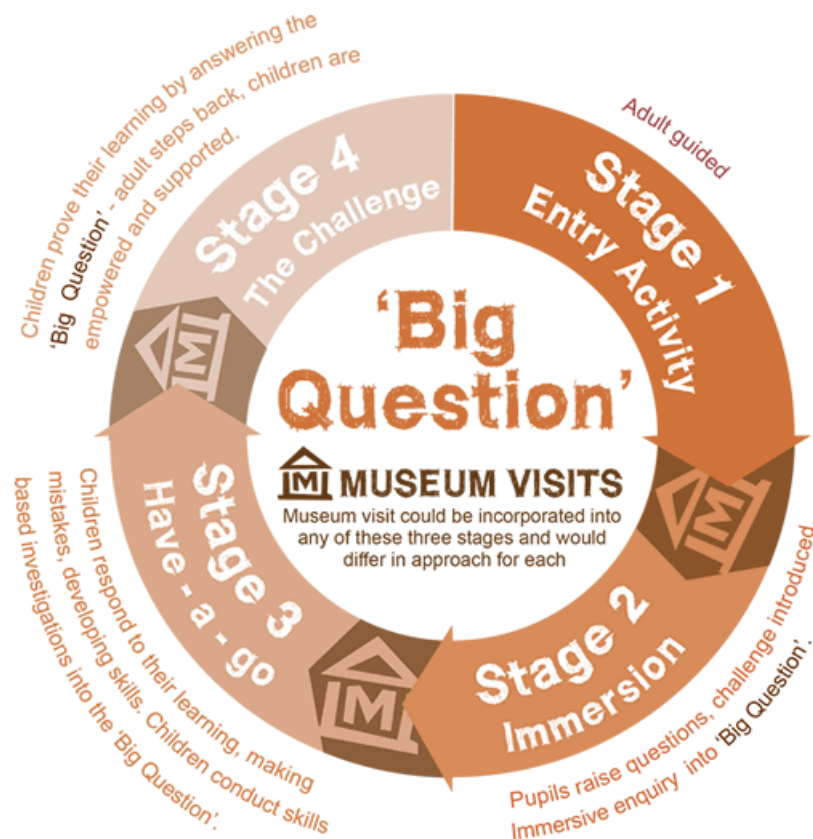 'Big
Question'
M MUSEUM VISITS
Museum visit could be incorporated into
any of these three stages and would
differ in approach for each
Stage 1
Entry Activity
Adult guided
M
Stage 2
Immersion
Pupils raise questions, challenge introduced
Immersive enquiry into 'Big Question'.
M
Stage 3
Have - a - go
Children respond to their learning, making
mistakes, developing skills. Children conduct skills
based investigations into the 'Big Question'.
M
Stage 4
The Challenge
Children prove their learning by answering the
'Big Question' - adult steps back, children are
empowered and supported.